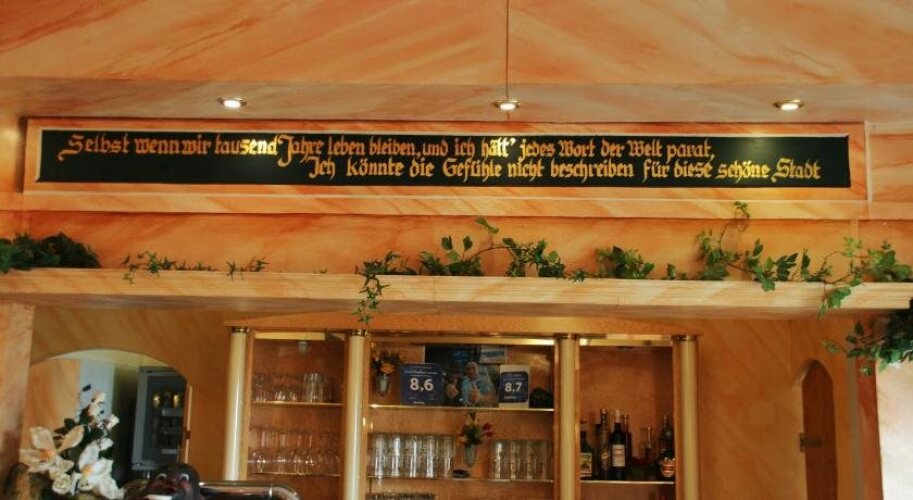 Selbst wenn wir tausend Jahre leben bleiben, und ich hätt' jedes Wort der Welt parat,
Ich könnte die Gefühle nicht beschreiben für diese schöne Stadt
8,6
8,7